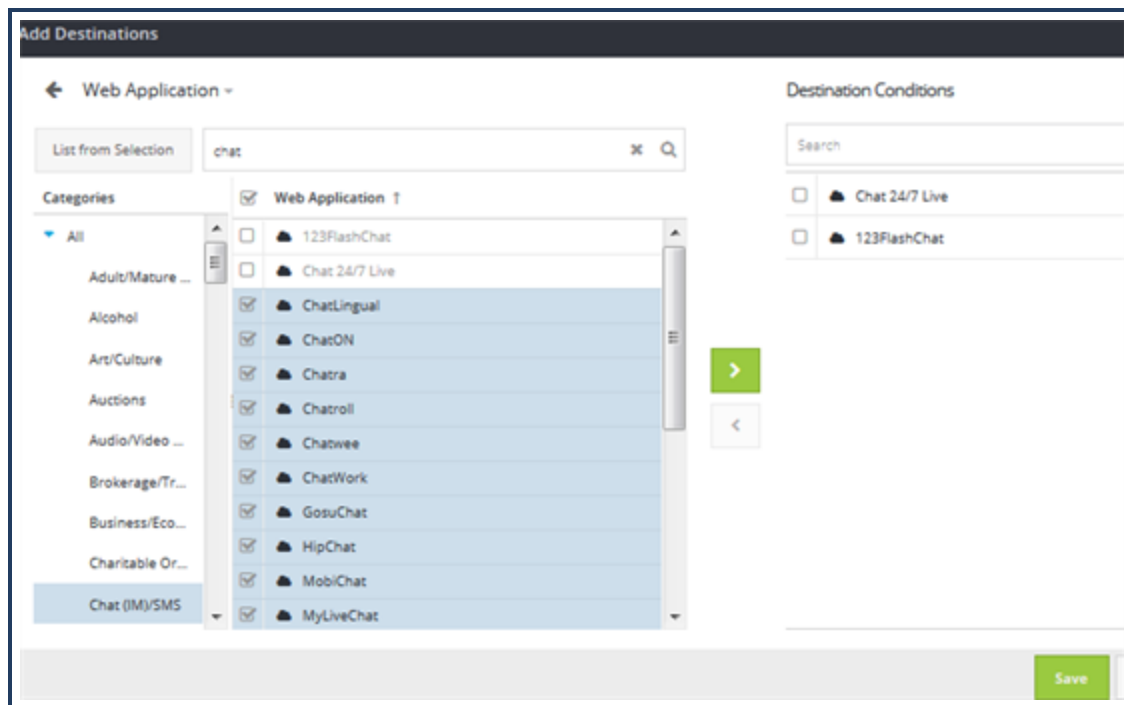 Add Destinations
Web Application
Destination Conditions
List from Selection
chat
Search
Categories
Web Application ↑
All
Adult/Mature ...
Alcohol
Art/Culture
Auctions
Audio/Video ...
Brokerage/Tr...
Business/Eco...
Charitable Or...
Chat (IM)/SMS
123FlashChat
Chat 24/7 Live
ChatLingual
ChatON
Chatra
Chatroll
Chatwee
ChatWork
GosuChat
HipChat
MobiChat
MyLiveChat
Chat 24/7 Live
123FlashChat
Save